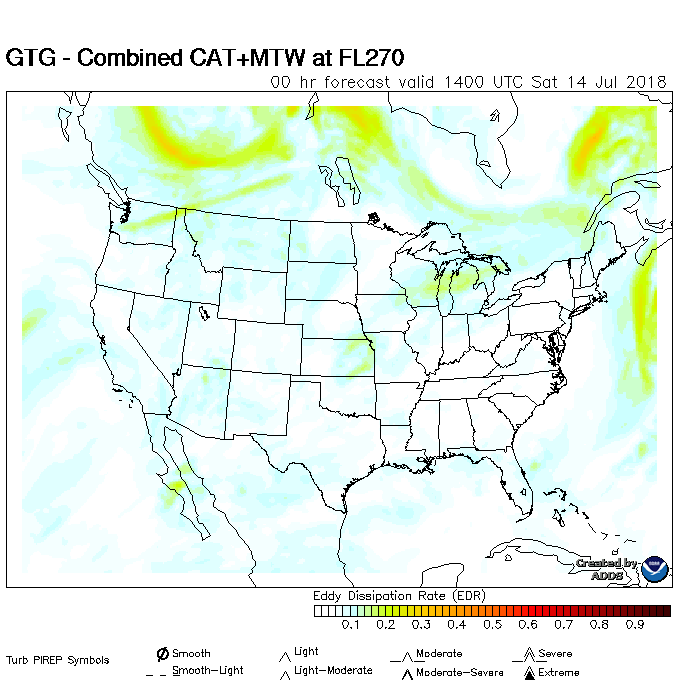 GTG - Combined CAT+MTW at FL270
00 hr forecast valid 1400 UTC Sat 14 Jul 2018
Created by
ADDS
Eddy Dissipation Rate (EDR)
0.1 0.2 0.3 0.4 0.5 0.6 0.7 0.8 0.9
Turb PIREP Symbols
Smooth Light Moderate Severe
Smooth-Light Light-Moderate Moderate-Severe Extreme